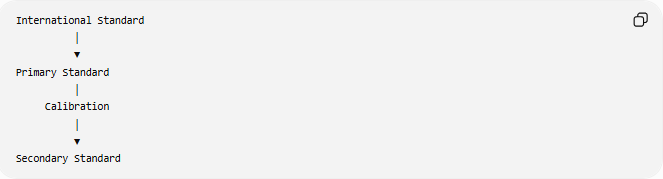 International Standard
|
▼
Primary Standard
|
Calibration
|
▼
Secondary Standard